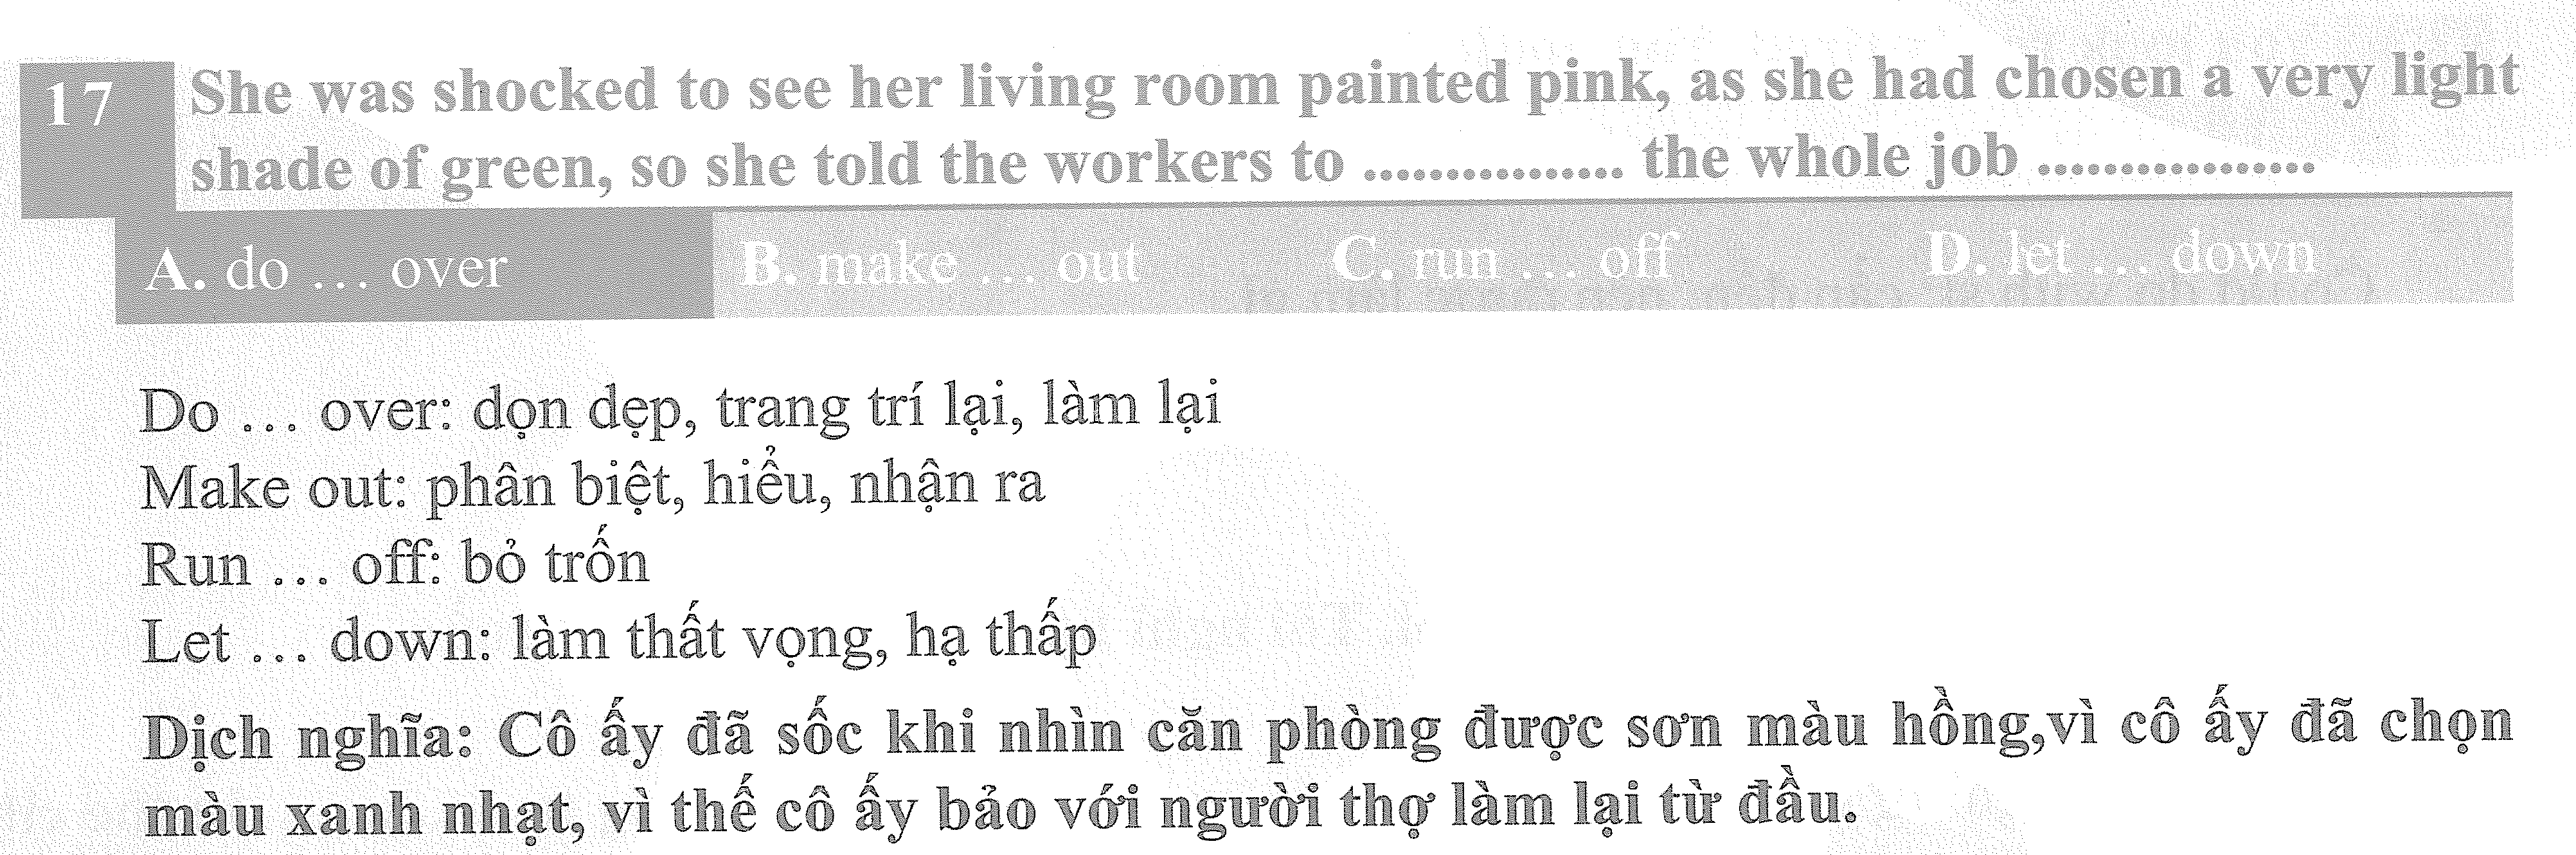 17 She was shocked to see her living room painted pink, as she had chosen a very light
shade of green, so she told the workers to ............... the whole job ................
A. do … over B. make … out C. run … off D. let … down
Do … over: dọn dẹp, trang trí lại, làm lại
Make out: phân biệt, hiểu, nhận ra
Run … off: bỏ trốn
Let … down: làm thất vọng, hạ thấp
Dịch nghĩa: Cô ấy đã sốc khi nhìn căn phòng được sơn màu hồng,vì cô ấy đã chọn
màu xanh nhạt, vì thế cô ấy bảo với người thợ làm lại từ đầu.